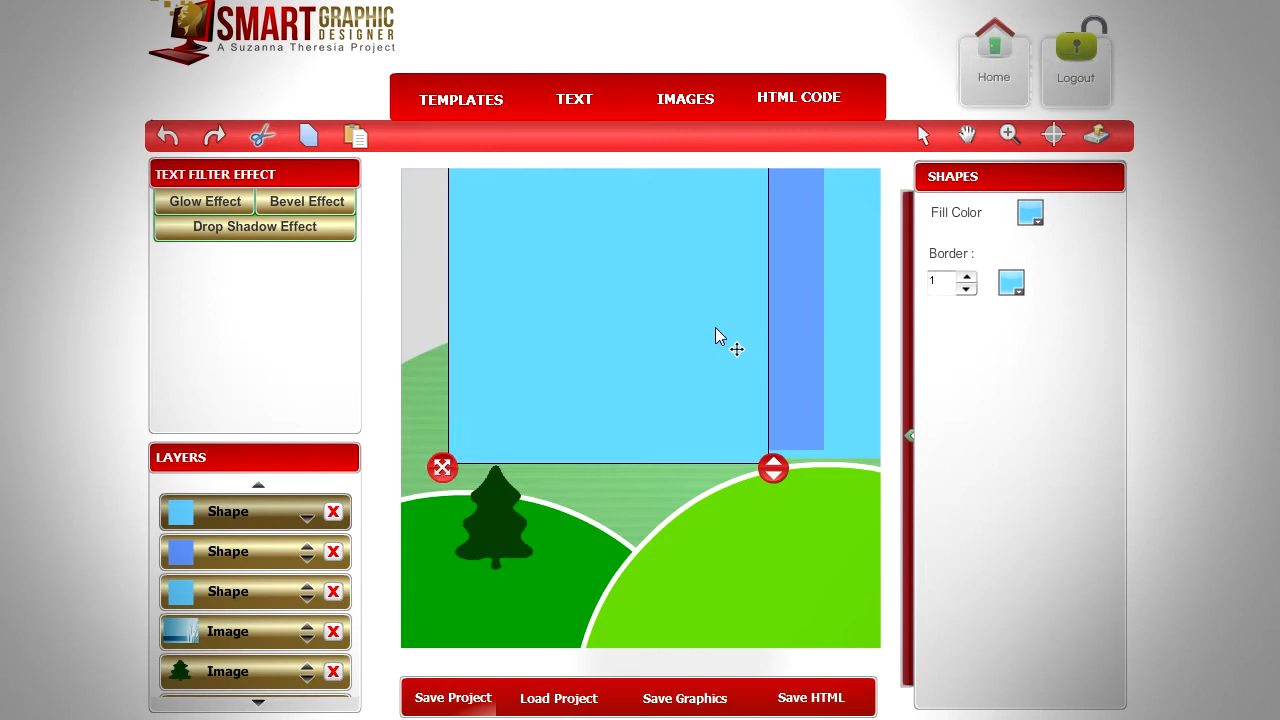 SMART GRAPHIC DESIGNER
A Suzanna Theresia Project
Home
Logout
TEMPLATES
TEXT
IMAGES
HTML CODE
TEXT FILTER EFFECT
Glow Effect
Bevel Effect
Drop Shadow Effect
SHAPES
Fill Color
Border :
1
LAYERS
Shape
X
Shape
X
Shape
X
Image
X
Image
X
Save Project
Load Project
Save Graphics
Save HTML